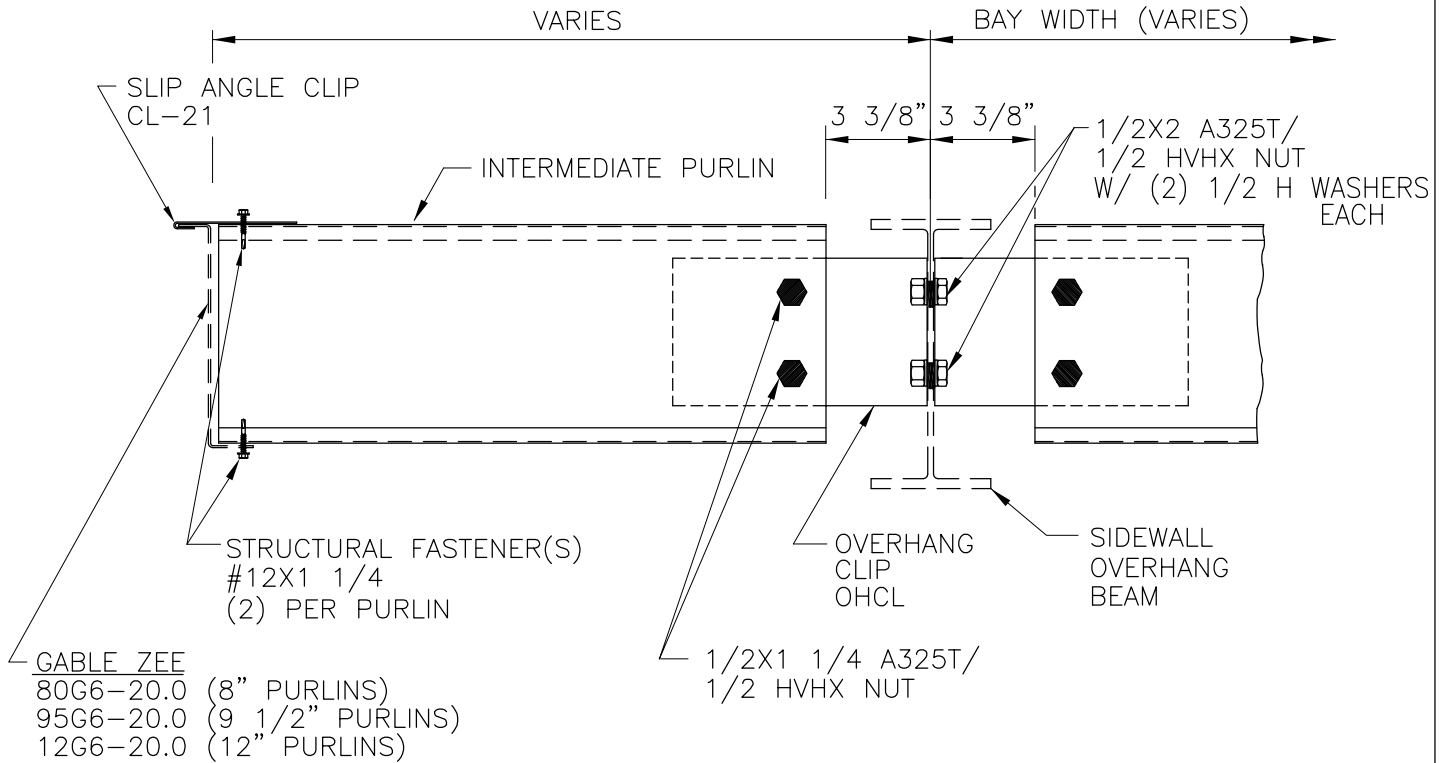 VARIES
BAY WIDTH (VARIES)
SLIP ANGLE CLIP
CL-21
3 3/8" 3 3/8"
1/2X2 A325T/
1/2 HVHX NUT
W/ (2) 1/2 H WASHERS
EACH
INTERMEDIATE PURLIN
STRUCTURAL FASTENER(S)
#12X1 1/4
(2) PER PURLIN
OVERHANG
CLIP
OHCL
SIDEWALL
OVERHANG
BEAM
GABLE ZEE
80G6-20.0 (8" PURLINS)
95G6-20.0 (9 1/2" PURLINS)
12G6-20.0 (12" PURLINS)
1/2X1 1/4 A325T/
1/2 HVHX NUT